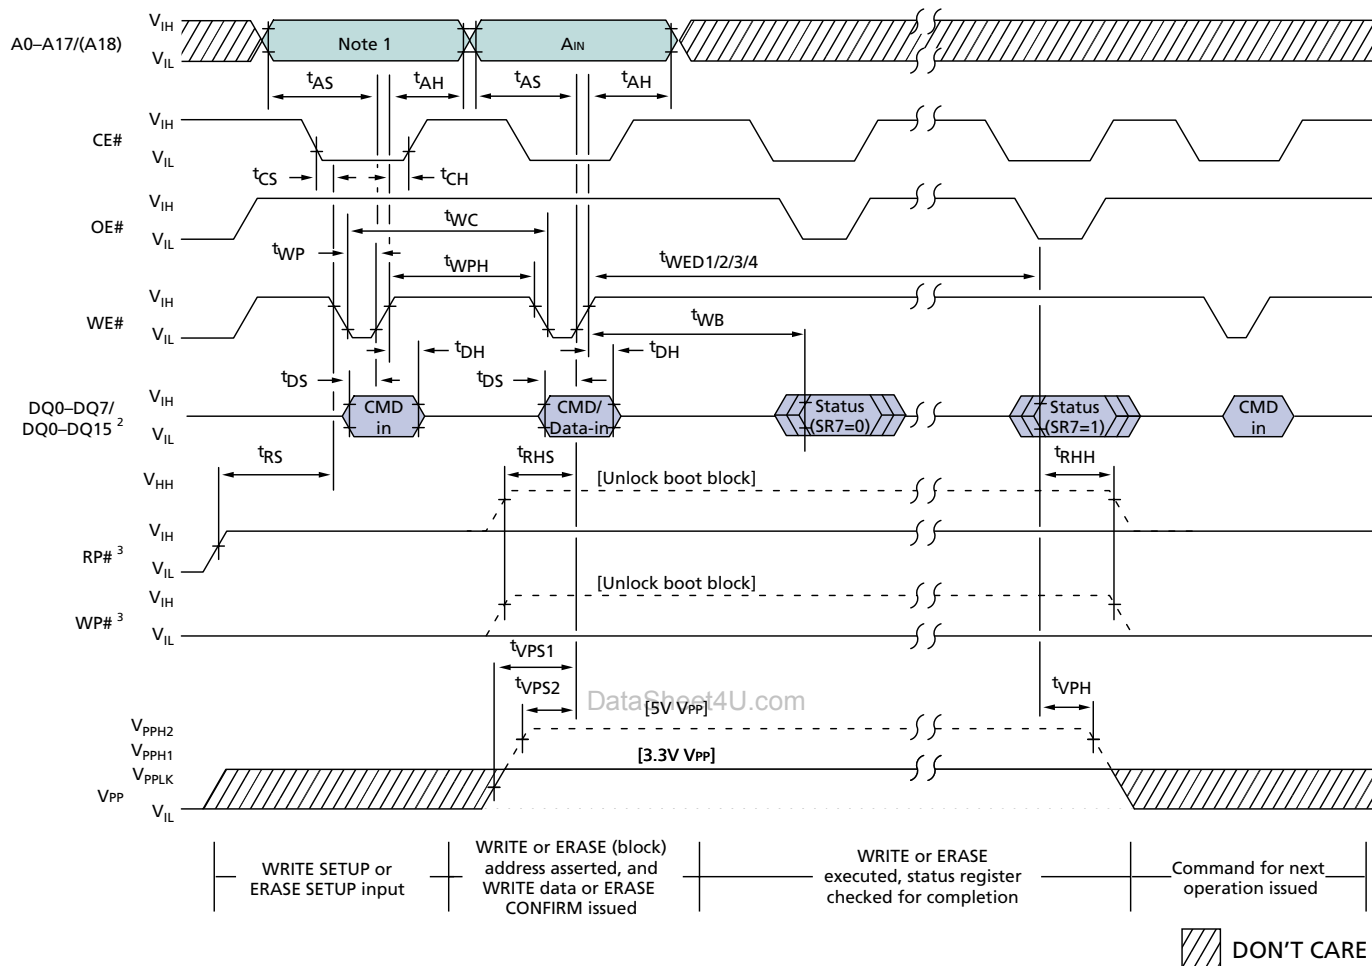 A0–A17/(A18)
VIH
VIL
Note 1
AIN
tAS
tAH
tAS
tAH
CE#
VIH
VIL
tCS
tCH
OE#
VIH
VIL
tWC
tWP
tWPH
tWED1/2/3/4
WE#
VIH
VIL
tWB
tDH
tDH
tDS
tDS
DQ0–DQ7/
DQ0–DQ15 2
VIH
VIL
CMD
in
CMD/
Data-in
Status
(SR7=0)
Status
(SR7=1)
CMD
in
tRS
tRHS
tRHH
VHH
[Unlock boot block]
RP# 3
VIH
VIL
[Unlock boot block]
WP# 3
VIH
VIL
tVPS1
tVPS2
tVPH
DataSheet4U.com
[5V VPP]
[3.3V VPP]
VPP
VPPH2
VPPH1
VPPLK
VIL
WRITE SETUP or
ERASE SETUP input
WRITE or ERASE (block)
address asserted, and
WRITE data or ERASE
CONFIRM issued
WRITE or ERASE
executed, status register
checked for completion
Command for next
operation issued
DON'T CARE